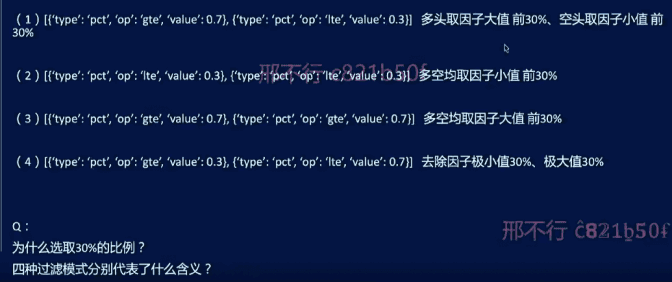 （1）[{'type': 'pct', 'op': 'gte', 'value': 0.7}, {'type': 'pct', 'op': 'lte', 'value': 0.3}] 多头取因子大值 前30%、空头取因子小值 前
30%
（2）[{'type': 'pct', 'op': 'lte', 'value': 0.3}, {'type': 'pct', 'op': 'lte', 'value': 0.3}] 多空均取因子小值 前30%
邢不行 c821b50f
（3）[{'type': 'pct', 'op': 'gte', 'value': 0.7}, {'type': 'pct', 'op': 'gte', 'value': 0.7}] 多空均取因子大值 前30%
（4）[{'type': 'pct', 'op': 'gte', 'value': 0.3}, {'type': 'pct', 'op': 'lte', 'value': 0.7}] 去除因子极小值30%、极大值30%
Q：
邢不行 c821b50f
为什么选取30%的比例？
四种过滤模式分别代表了什么含义？